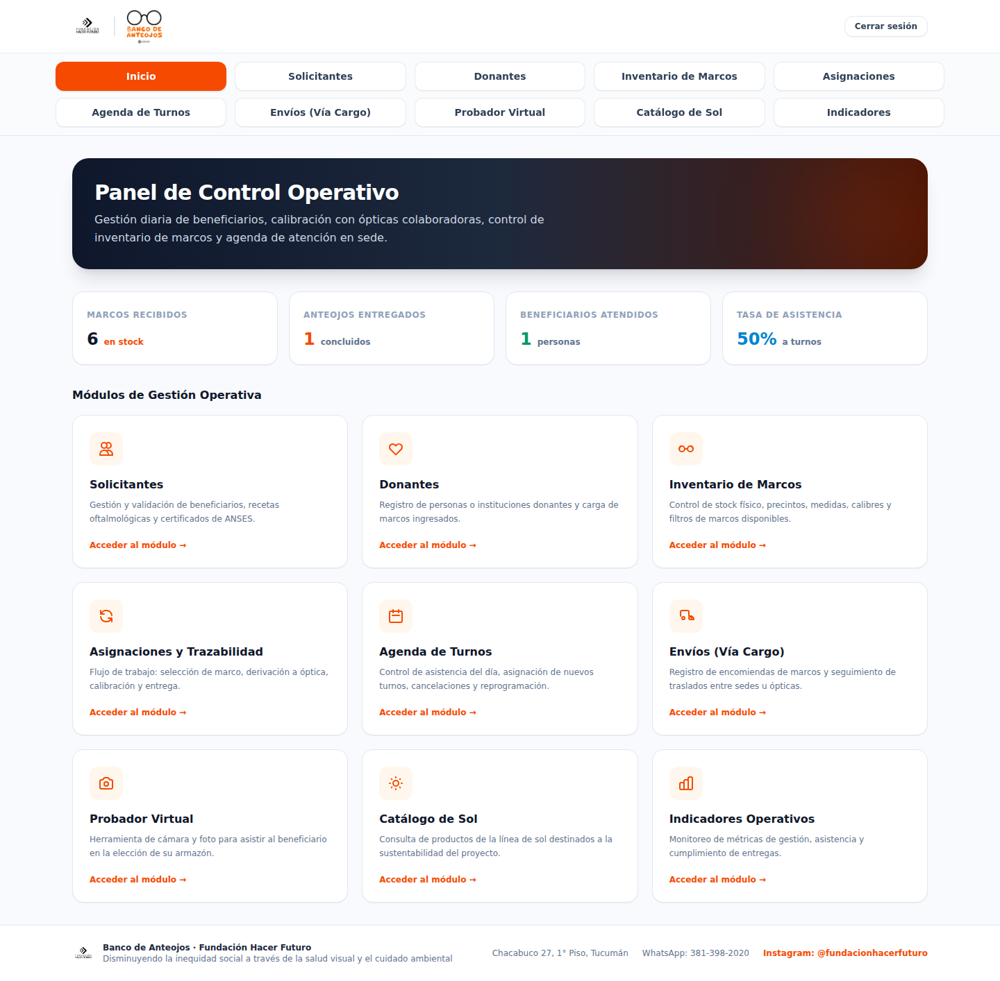 FUNDACIÓN
HACER FUTURO
BANCO DE
ANTEOJOS
Cerrar sesión
Inicio
Solicitantes
Donantes
Inventario de Marcos
Asignaciones
Agenda de Turnos
Envíos (Vía Cargo)
Probador Virtual
Catálogo de Sol
Indicadores
Panel de Control Operativo
Gestión diaria de beneficiarios, calibración con ópticas colaboradoras, control de
inventario de marcos y agenda de atención en sede.
MARCOS RECIBIDOS
6 en stock
ANTEOJOS ENTREGADOS
1 concluidos
BENEFICIARIOS ATENDIDOS
1 personas
TASA DE ASISTENCIA
50% a turnos
Módulos de Gestión Operativa
Solicitantes
Gestión y validación de beneficiarios, recetas
oftalmológicas y certificados de ANSES.
Acceder al módulo →
Donantes
Registro de personas o instituciones donantes y carga de
marcos ingresados.
Acceder al módulo →
Inventario de Marcos
Control de stock físico, precintos, medidas, calibres y
filtros de marcos disponibles.
Acceder al módulo →
Asignaciones y Trazabilidad
Flujo de trabajo: selección de marco, derivación a óptica,
calibración y entrega.
Acceder al módulo →
Agenda de Turnos
Control de asistencia del día, asignación de nuevos
turnos, cancelaciones y reprogramación.
Acceder al módulo →
Envíos (Vía Cargo)
Registro de encomiendas de marcos y seguimiento de
traslados entre sedes u ópticas.
Acceder al módulo →
Probador Virtual
Herramienta de cámara y foto para asistir al beneficiario
en la elección de su armazón.
Acceder al módulo →
Catálogo de Sol
Consulta de productos de la línea de sol destinados a la
sustentabilidad del proyecto.
Acceder al módulo →
Indicadores Operativos
Monitoreo de métricas de gestión, asistencia y
cumplimiento de entregas.
Acceder al módulo →
FUNDACIÓN
HACER FUTURO
Banco de Anteojos · Fundación Hacer Futuro
Disminuyendo la inequidad social a través de la salud visual y el cuidado ambiental
Chacabuco 27, 1° Piso, Tucumán
WhatsApp: 381-398-2020
Instagram: @fundacionhacerfuturo